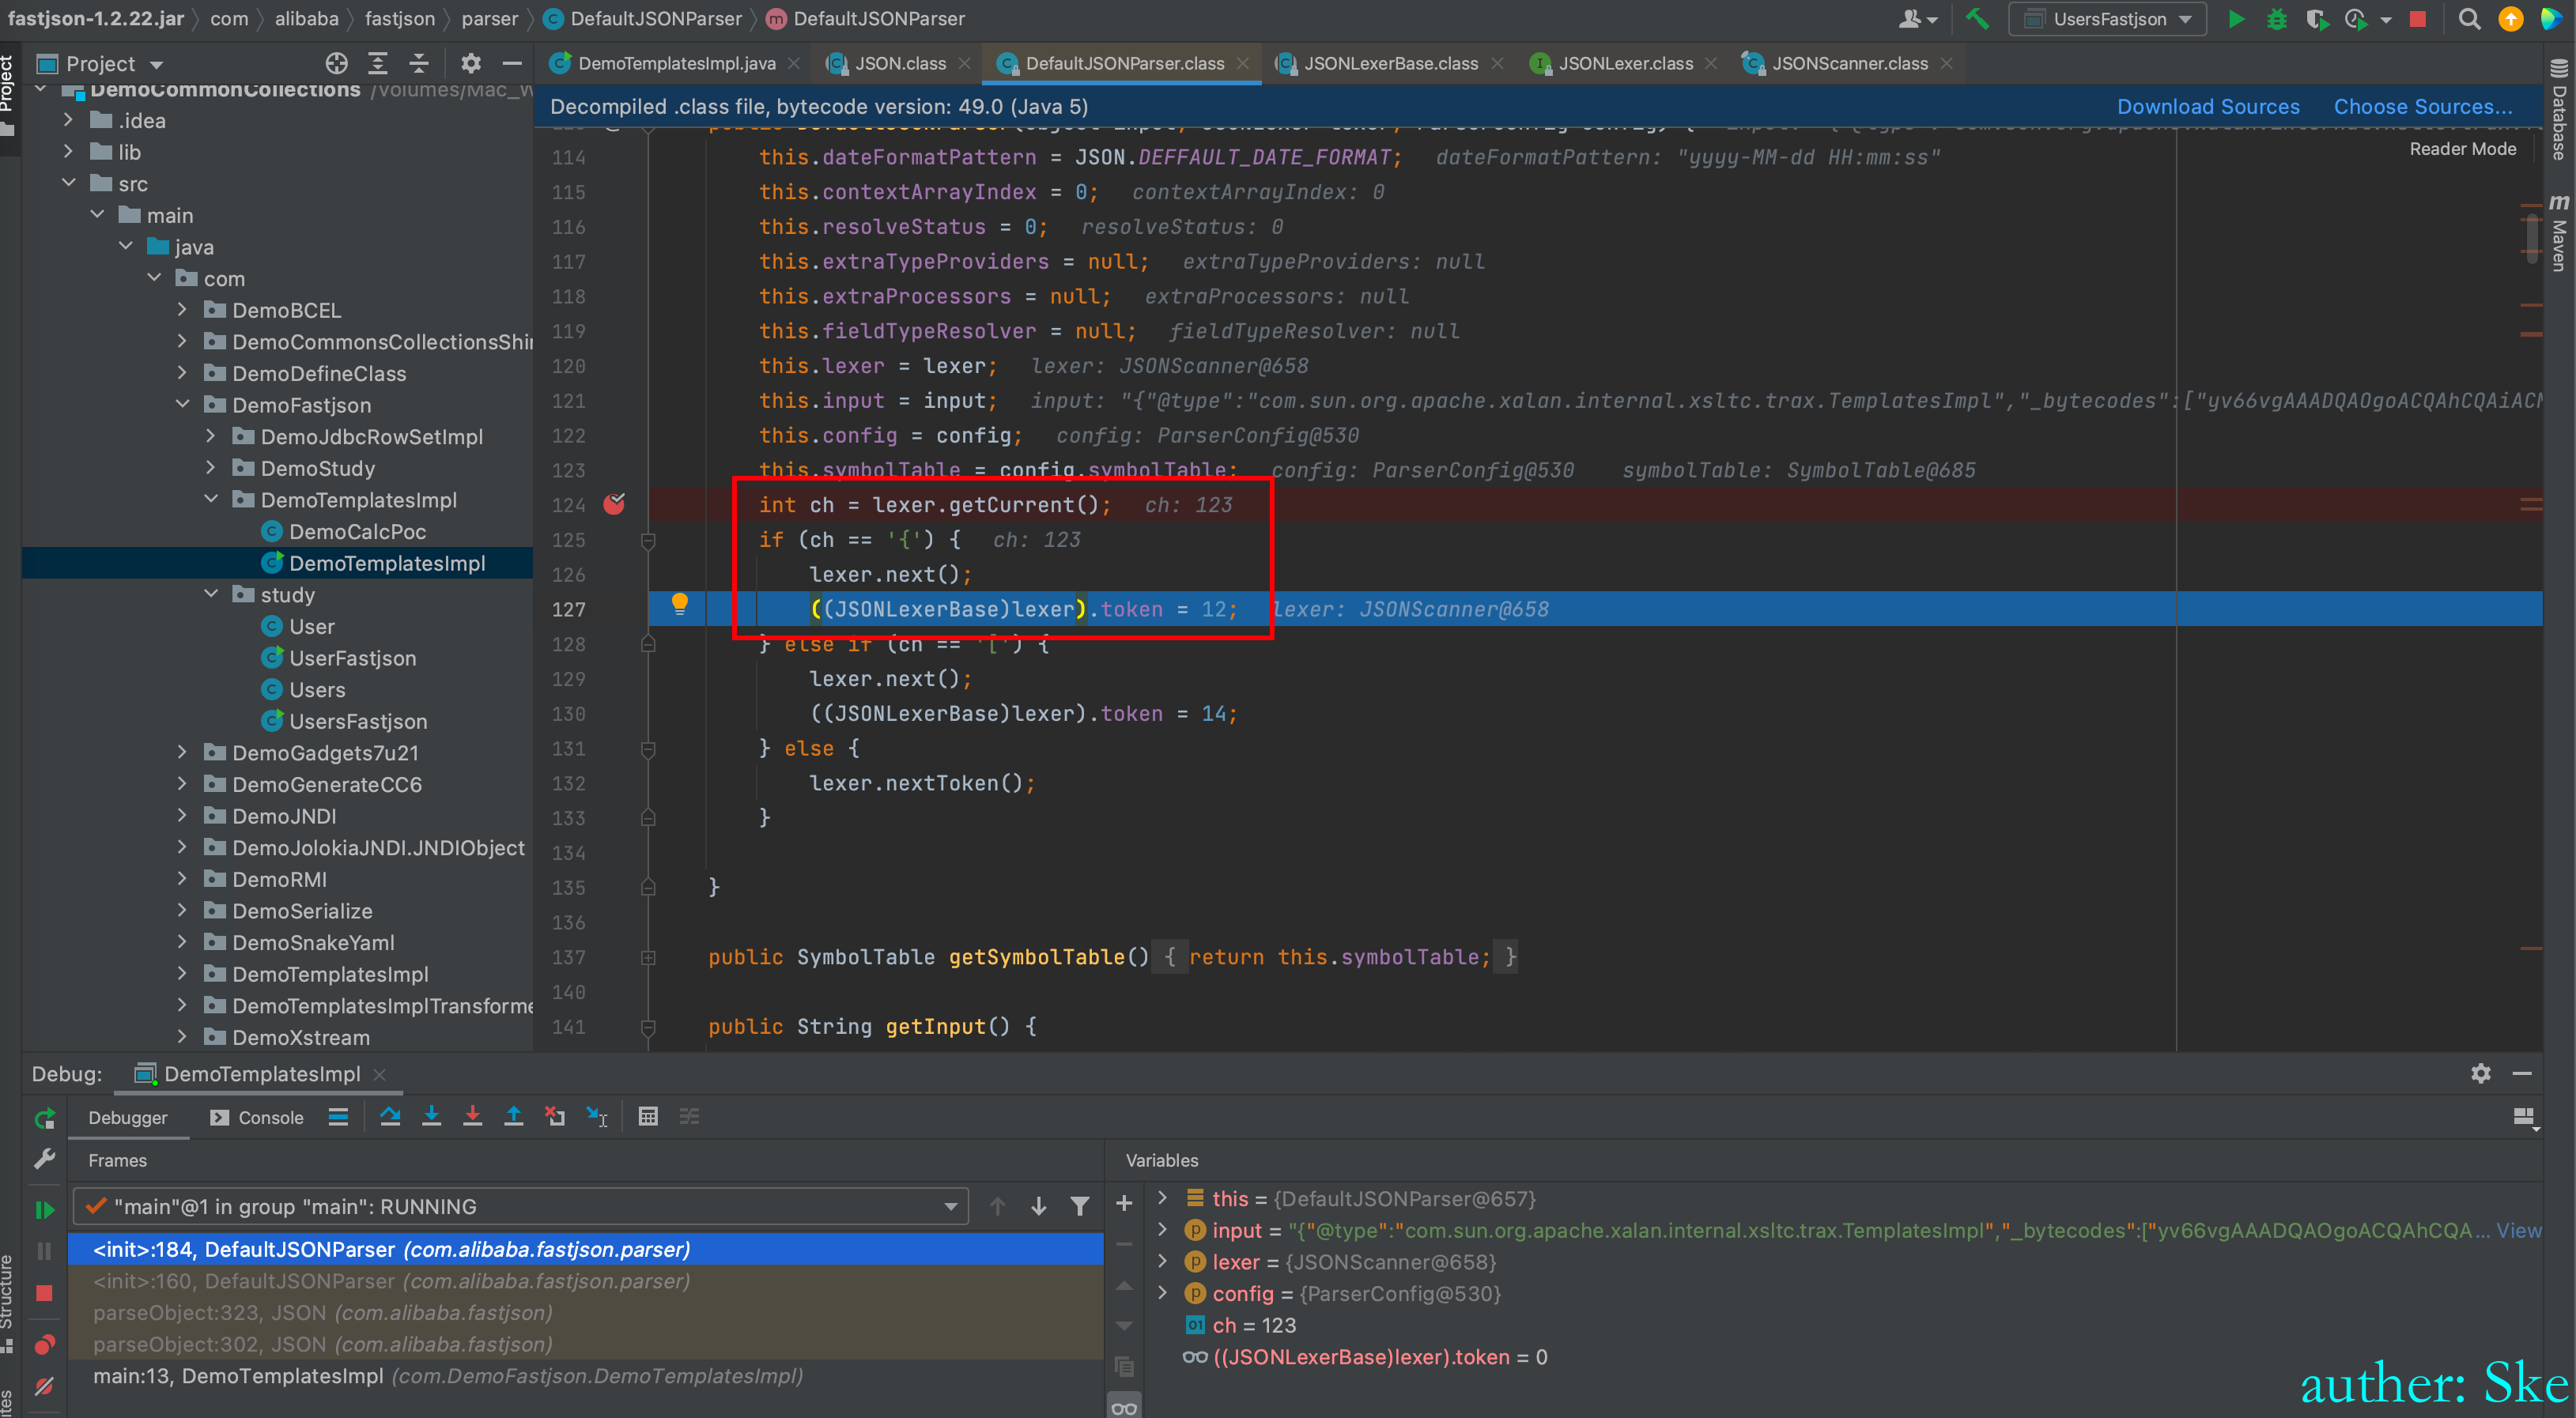 fastjson-1.2.22.jar com alibaba fastjson parser DefaultJSONParser DefaultJSONParser UsersFastjson
Project
DemoTemplatesImpl.java JSON.class DefaultJSONParser.class JSONLexerBase.class JSONLexer.class JSONScanner.class
Decompiled .class file, bytecode version: 49.0 (Java 5) Download Sources Choose Sources...
Reader Mode
Project
Structure
Database
Maven
DemoCommonCollections /Volumes/Mac_W
.idea
lib
src
main
java
com
DemoBCEL
DemoCommonsCollectionsShir
DemoDefineClass
DemoFastjson
DemoJdbcRowSetImpl
DemoStudy
DemoTemplatesImpl
DemoCalcPoc
DemoTemplatesImpl
study
User
UserFastjson
Users
UsersFastjson
DemoGadgets7u21
DemoGenerateCC6
DemoJNDI
DemoJolokiaJNDI.JNDIObject
DemoRMI
DemoSerialize
DemoSnakeYaml
DemoTemplatesImpl
DemoTemplatesImplTransforme
DemoXstream
114 this.dateFormatPattern = JSON.DEFFAULT_DATE_FORMAT; dateFormatPattern: "yyyy-MM-dd HH:mm:ss"
115 this.contextArrayIndex = 0; contextArrayIndex: 0
116 this.resolveStatus = 0; resolveStatus: 0
117 this.extraTypeProviders = null; extraTypeProviders: null
118 this.extraProcessors = null; extraProcessors: null
119 this.fieldTypeResolver = null; fieldTypeResolver: null
120 this.lexer = lexer; lexer: JSONScanner@658
121 this.input = input; input: "{"@type":"com.sun.org.apache.xalan.internal.xsltc.trax.TemplatesImpl","_bytecodes":["yv66vgAAADQAOgoACQAhCQAiACM
122 this.config = config; config: ParserConfig@530
123 this.symbolTable = config.symbolTable; config: ParserConfig@530 symbolTable: SymbolTable@685
124 int ch = lexer.getCurrent(); ch: 123
125 if (ch == '{') { ch: 123
126 lexer.next();
127 ((JSONLexerBase)lexer).token = 12; lexer: JSONScanner@658
128 } else if (ch == '[') {
129 lexer.next();
130 ((JSONLexerBase)lexer).token = 14;
131 } else {
132 lexer.nextToken();
133 }
134
135 }
136
137 public SymbolTable getSymbolTable() { return this.symbolTable; }
140
141 public String getInput() {
Debug: DemoTemplatesImpl
Debugger Console
Frames
"main"@1 in group "main": RUNNING
<init>:184, DefaultJSONParser (com.alibaba.fastjson.parser)
<init>:160, DefaultJSONParser (com.alibaba.fastjson.parser)
parseObject:323, JSON (com.alibaba.fastjson)
parseObject:302, JSON (com.alibaba.fastjson)
main:13, DemoTemplatesImpl (com.DemoFastjson.DemoTemplatesImpl)
Variables
this = {DefaultJSONParser@657}
input = "{"@type":"com.sun.org.apache.xalan.internal.xsltc.trax.TemplatesImpl","_bytecodes":["yv66vgAAADQAOgoACQAhCQA... View
lexer = {JSONScanner@658}
config = {ParserConfig@530}
ch = 123
((JSONLexerBase)lexer).token = 0
auther: Ske